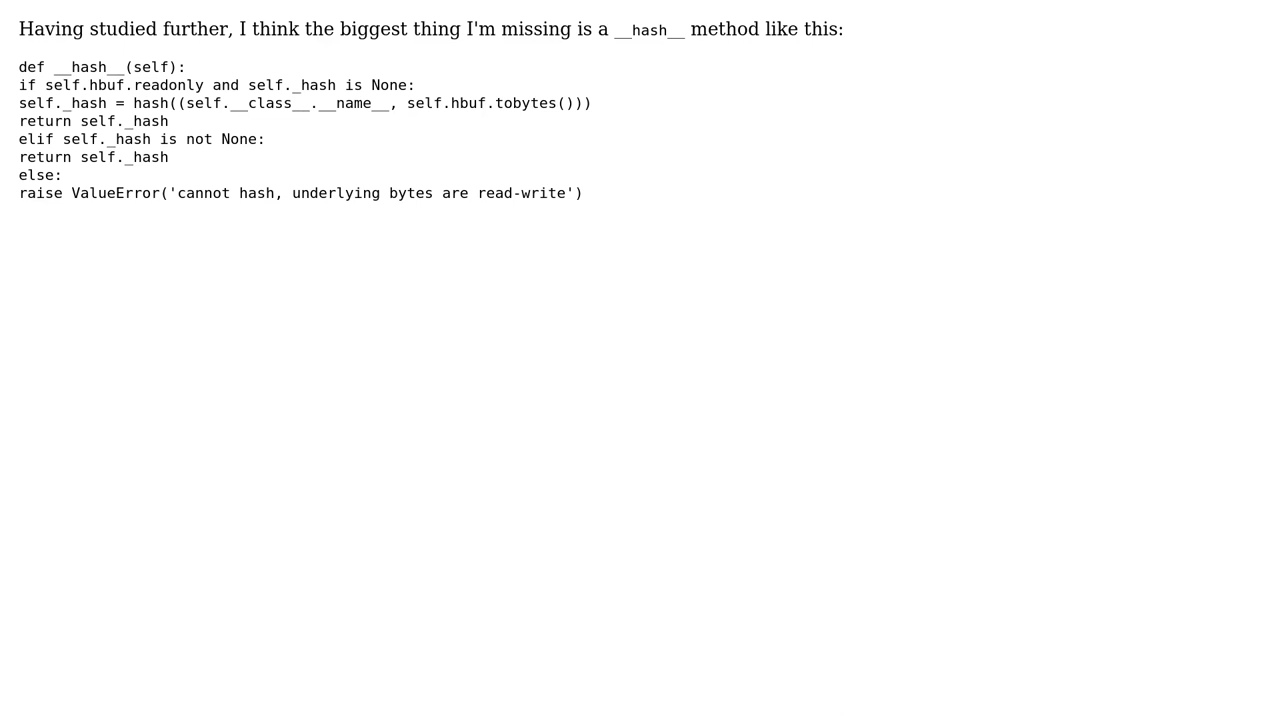 Having studied further, I think the biggest thing I'm missing is a __hash__ method like this:
def __hash__(self):
if self.hbuf.readonly and self._hash is None:
self._hash = hash((self.__class__.__name__, self.hbuf.tobytes()))
return self._hash
elif self._hash is not None:
return self._hash
else:
raise ValueError('cannot hash, underlying bytes are read-write')